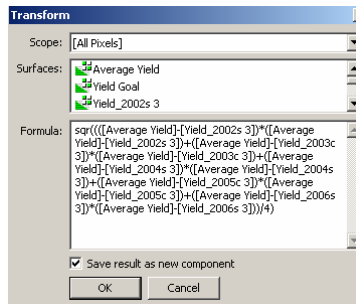 Transform
Scope: [All Pixels]
Surfaces: Average Yield
Yield Goal
Yield_2002s 3
Formula: sqr((([Average Yield]-[Yield_2002s 3])*([Average
Yield]-[Yield_2002s 3])+([Average Yield]-[Yield_2003c
3])*([Average Yield]-[Yield_2003c 3])+([Average
Yield]-[Yield_2004s 3])*([Average Yield]-[Yield_2004s
3])+([Average Yield]-[Yield_2005c 3])*([Average
Yield]-[Yield_2005c 3])+([Average Yield]-[Yield_2006s
3])*([Average Yield]-[Yield_2006s 3]))/4)
Save result as new component
OK Cancel